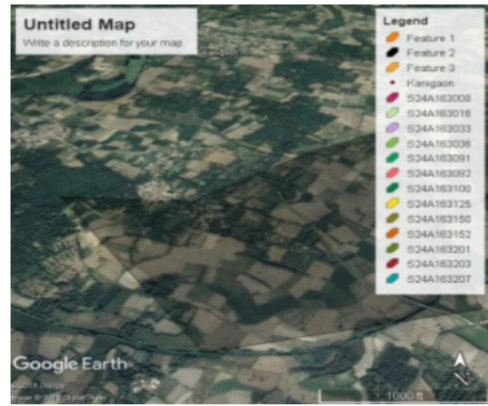 Untitled Map
Write a description for your map
Legend
Feature 1
Feature 2
Feature 3
Kanigaon
S24A163008
S24A163016
S24A163033
S24A163036
S24A163091
S24A163092
S24A163100
S24A163125
S24A163150
S24A163152
S24A163201
S24A163203
S24A163207
Google Earth
1000 ft
N